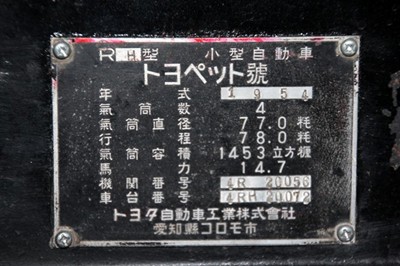 RH型 小型自動車
トヨペット號
年式 1954
氣筒数 4
氣筒直径 77.0粍
行程 78.0粍
氣筒容積 1453立方糎
馬力 14.7
機関番号 4R 20056
車台番号 4RH 20072
トヨタ自動車工業株式會社
愛知縣コロモ市